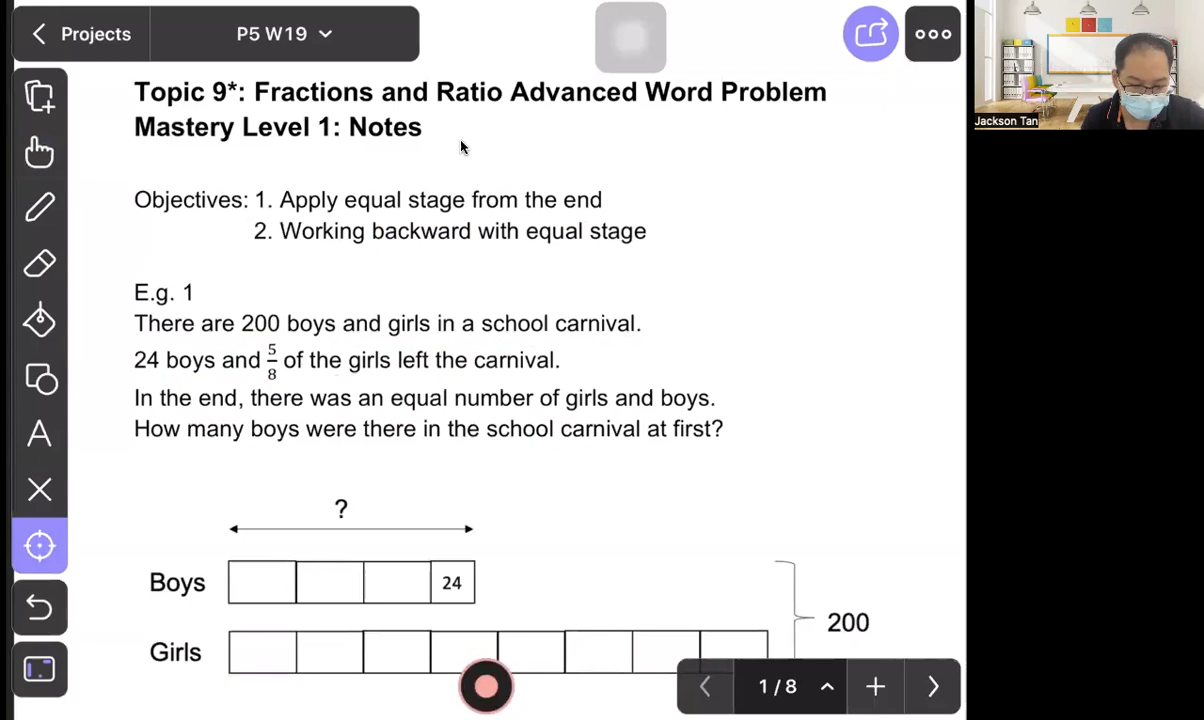 Projects
P5 W19
Topic 9*: Fractions and Ratio Advanced Word Problem
Mastery Level 1: Notes
Jackson Tan
Objectives: 1. Apply equal stage from the end
2. Working backward with equal stage
E.g. 1
There are 200 boys and girls in a school carnival.
24 boys and 5/8 of the girls left the carnival.
In the end, there was an equal number of girls and boys.
How many boys were there in the school carnival at first?
?
Boys 24
200
Girls
1 / 8